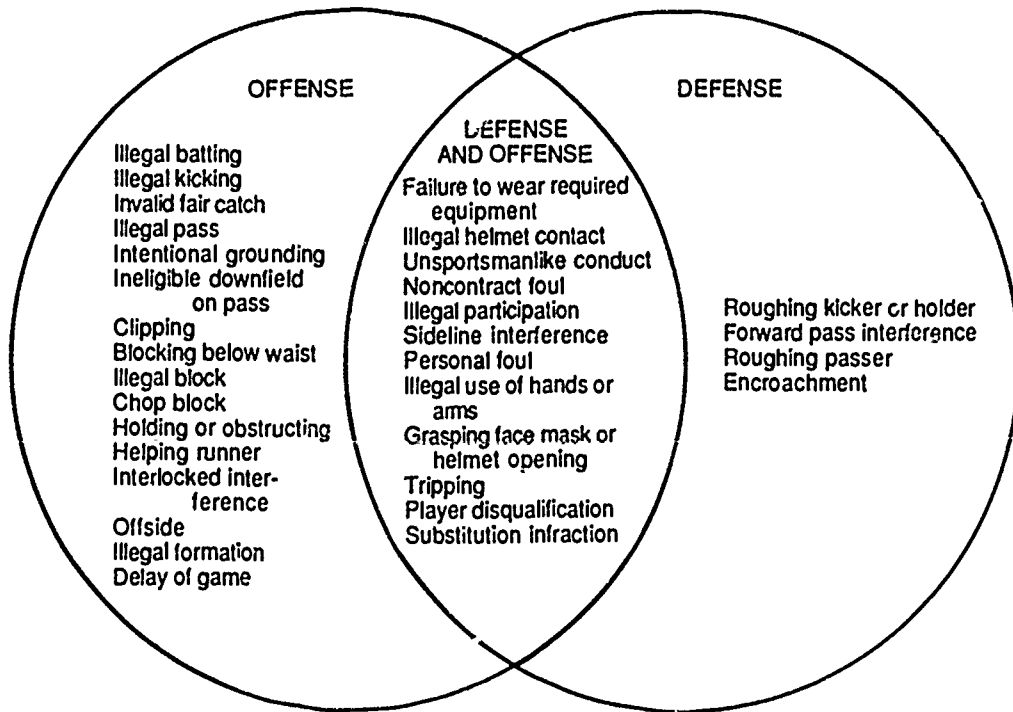 OFFENSE
Illegal batting
Illegal kicking
Invalid fair catch
Illegal pass
Intentional grounding
Ineligible downfield
on pass
Clipping
Blocking below waist
Illegal block
Chop block
Holding or obstructing
Helping runner
Interlocked inter-
ference
Offside
Illegal formation
Delay of game
DEFENSE
AND OFFENSE
Failure to wear required
equipment
Illegal helmet contact
Unsportsmanlike conduct
Noncontract foul
Illegal participation
Sideline interference
Personal foul
Illegal use of hands or
arms
Grasping face mask or
helmet opening
Tripping
Player disqualification
Substitution infraction
DEFENSE
Roughing kicker or holder
Forward pass interference
Roughing passer
Encroachment